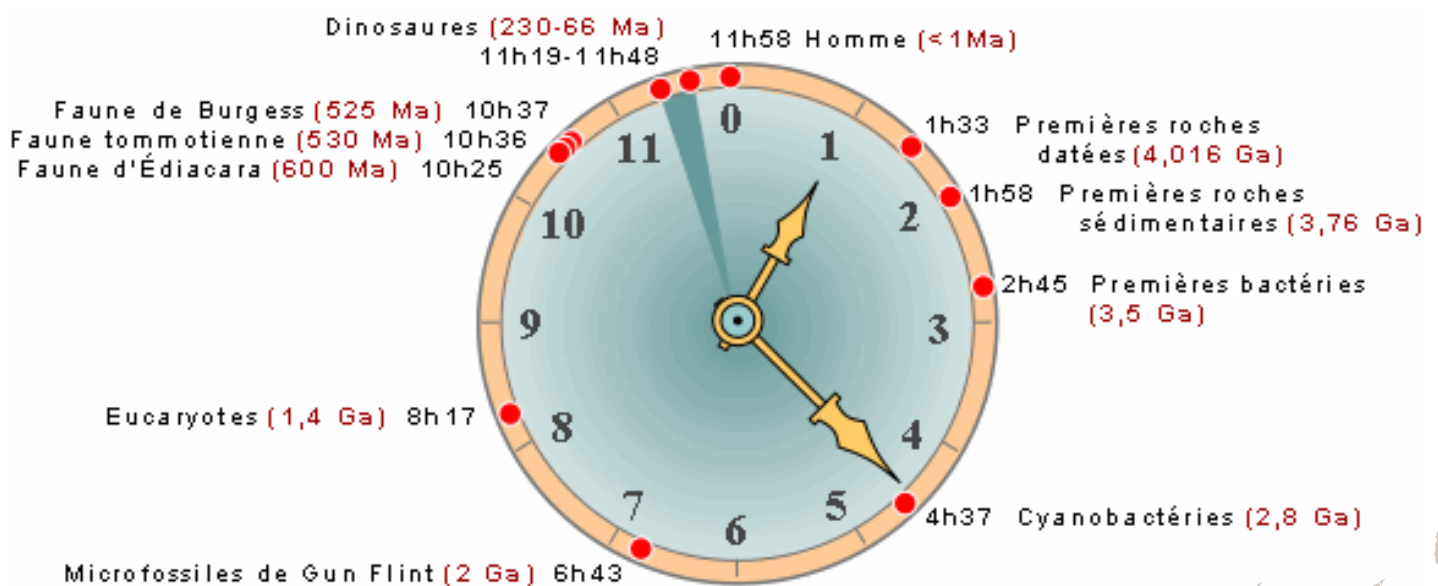 Dinosaures (230-66 Ma)
11h19-11h48
11h58 Homme (<1Ma)
Faune de Burgess (525 Ma) 10h37
Faune tommotienne (530 Ma) 10h36
Faune d'Édiacara (600 Ma) 10h25
1h33 Premières roches
datées (4,016 Ga)
1h58 Premières roches
sédimentaires (3,76 Ga)
2h45 Premières bactéries
(3,5 Ga)
4h37 Cyanobactéries (2,8 Ga)
Microfossiles de Gun Flint (2 Ga) 6h43
Eucaryotes (1,4 Ga) 8h17
0
1
2
3
4
5
6
7
8
9
10
11